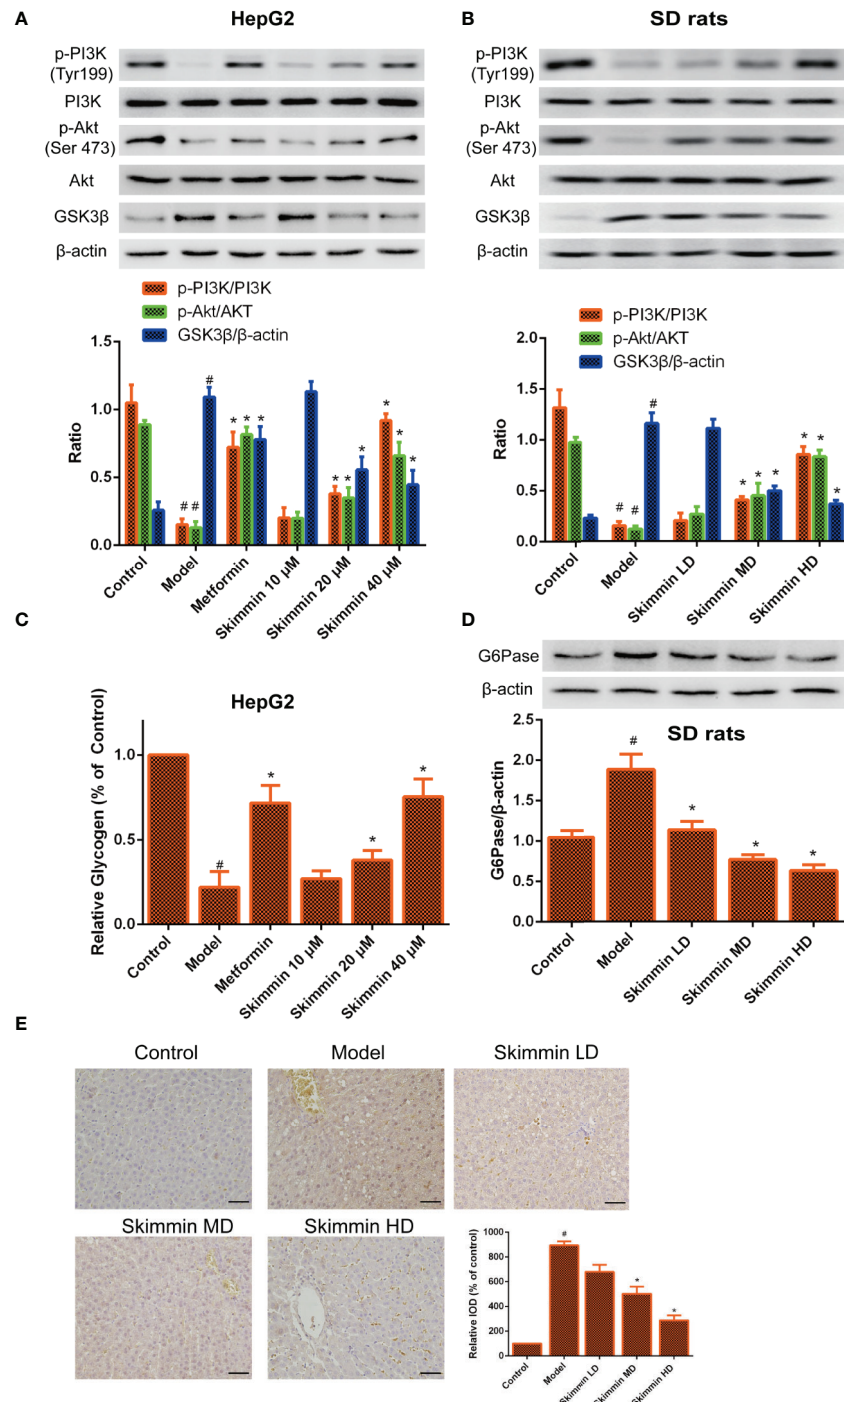 A
HepG2
p-PI3K
(Tyr199)
PI3K
p-Akt
(Ser 473)
Akt
GSK3β
β-actin
p-PI3K/PI3K
p-Akt/AKT
GSK3β/β-actin
Ratio
1.5
1.0
0.5
0.0
# # #
* * *
* * *
* * *
Control
Model
Metformin
Skimmin 10 μM
Skimmin 20 μM
Skimmin 40 μM
B
SD rats
p-PI3K
(Tyr199)
PI3K
p-Akt
(Ser 473)
Akt
GSK3β
β-actin
p-PI3K/PI3K
p-Akt/AKT
GSK3β/β-actin
Ratio
2.0
1.5
1.0
0.5
0.0
# # #
* * *
* * *
Control
Model
Skimmin LD
Skimmin MD
Skimmin HD
C
HepG2
Relative Glycogen (% of Control)
1.0
0.5
0.0
#
*
*
*
Control
Model
Metformin
Skimmin 10 μM
Skimmin 20 μM
Skimmin 40 μM
D
G6Pase
β-actin
SD rats
G6Pase/β-actin
2.5
2.0
1.5
1.0
0.5
0.0
#
*
*
*
Control
Model
Skimmin LD
Skimmin MD
Skimmin HD
E
Control
Model
Skimmin LD
Skimmin MD
Skimmin HD
Relative IOD (% of control)
1000
800
600
400
200
0
#
*
*
Control
Model
Skimmin LD
Skimmin MD
Skimmin HD